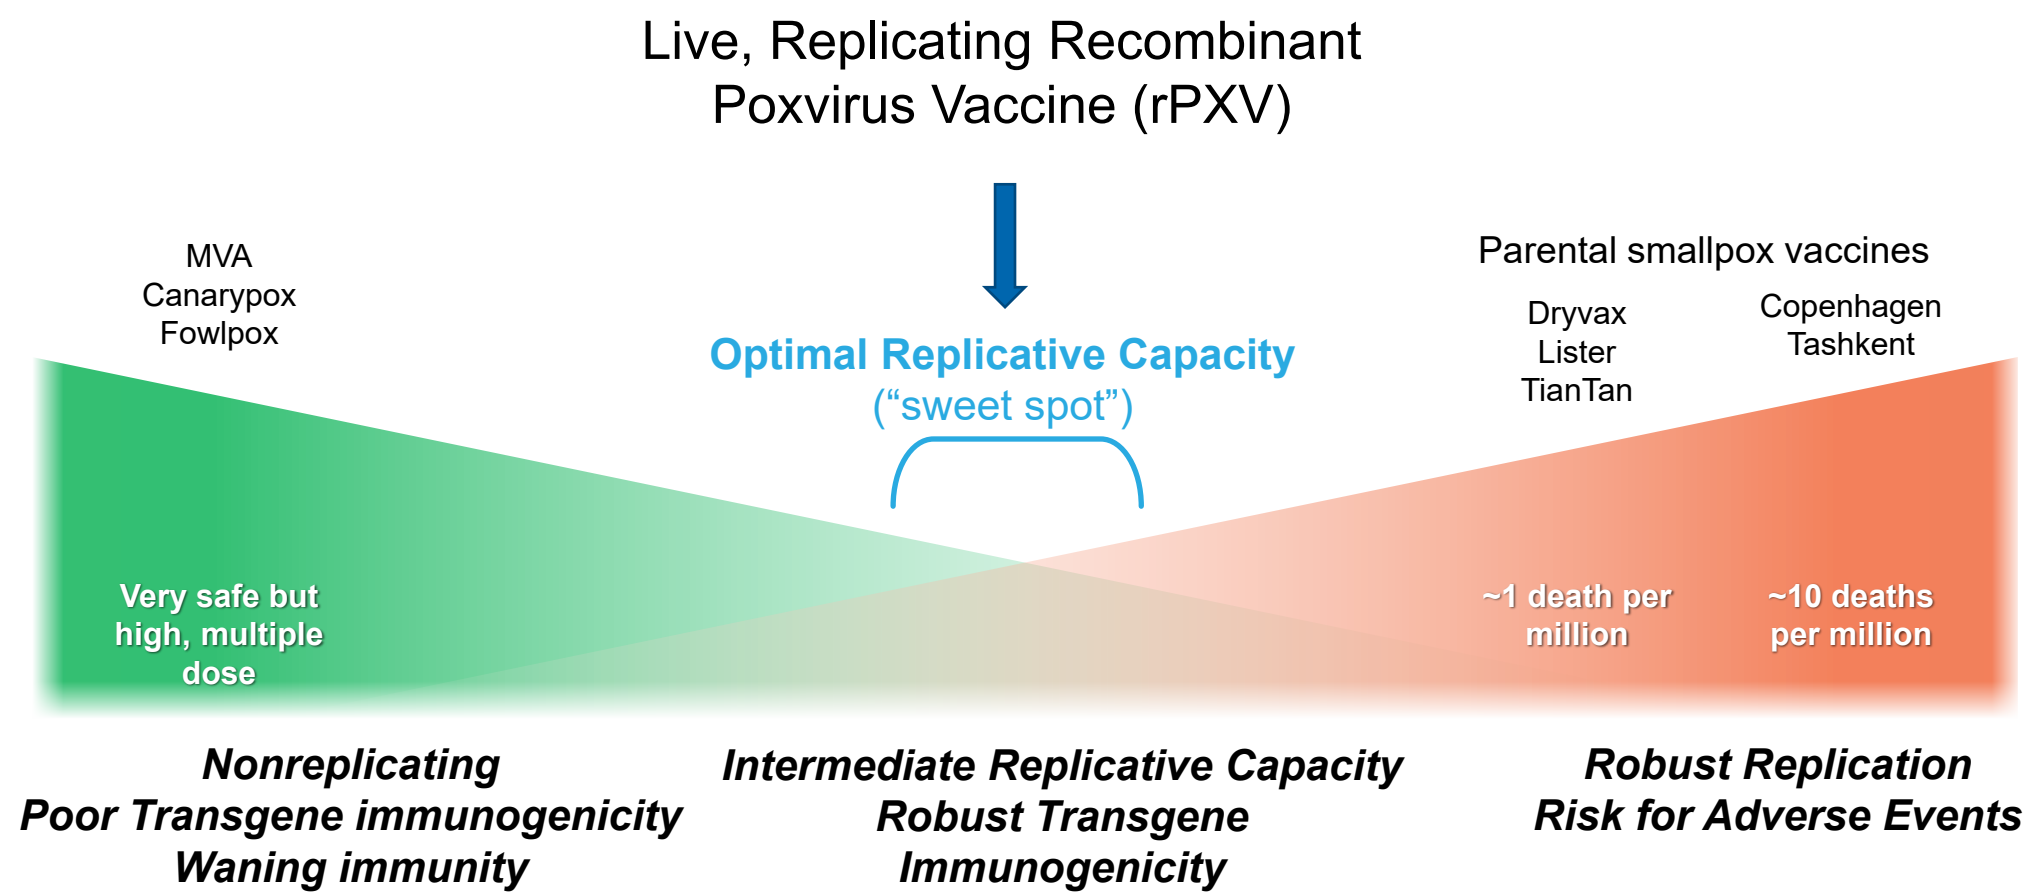 Live, Replicating Recombinant
Poxvirus Vaccine (rPXV)
MVA
Canarypox
Fowlpox
Optimal Replicative Capacity
(“sweet spot”)
Parental smallpox vaccines
Dryvax
Lister
TianTan
Copenhagen
Tashkent
Very safe but
high, multiple
dose
~1 death per
million
~10 deaths
per million
Nonreplicating
Poor Transgene immunogenicity
Waning immunity
Intermediate Replicative Capacity
Robust Transgene
Immunogenicity
Robust Replication
Risk for Adverse Events